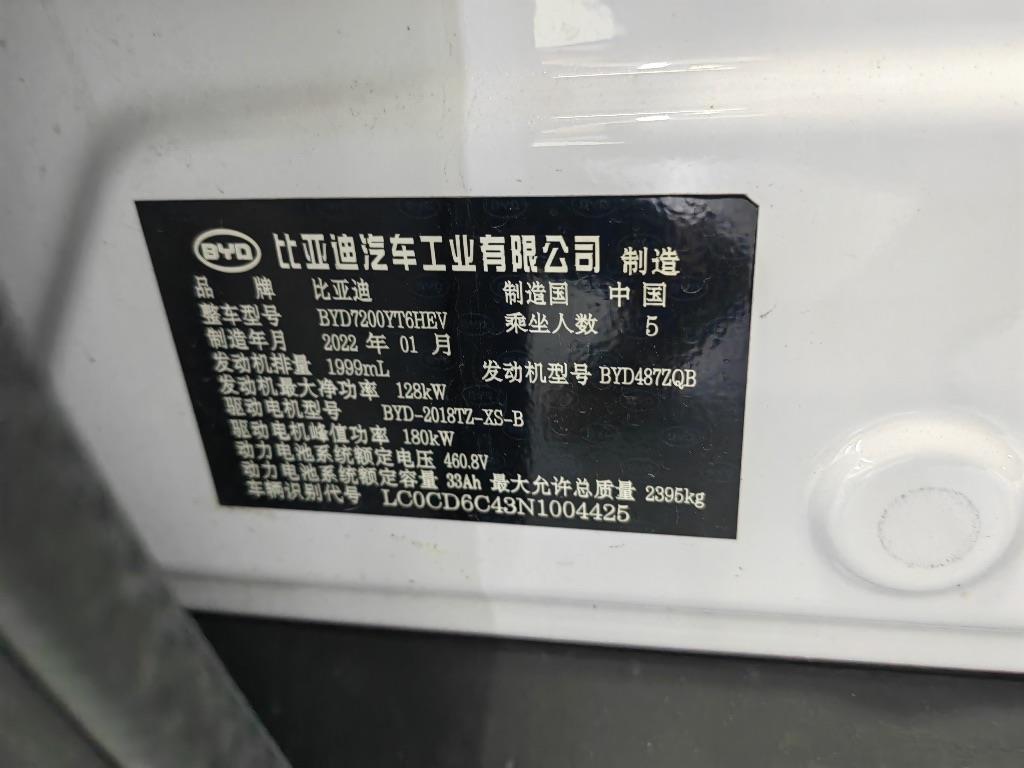 BYD 比亚迪汽车工业有限公司 制造
品 牌 比亚迪 制造国 中国
整车型号 BYD7200YT6HEV 乘坐人数 5
制造年月 2022 年 01 月
发动机排量 1999mL 发动机型号 BYD487ZQB
发动机最大净功率 128kW
驱动电机型号 BYD-2018TZ-XS-B
驱动电机峰值功率 180kW
动力电池系统额定电压 460.8V
动力电池系统额定容量 33Ah 最大允许总质量 2395kg
车辆识别代号 LC0CD6C43N1004425